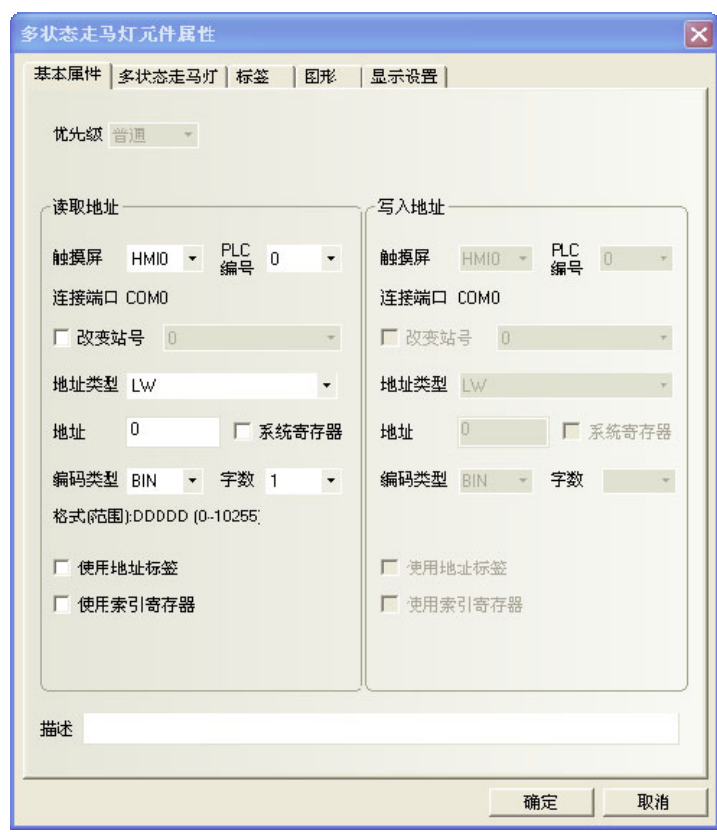 多状态走马灯元件属性
基本属性 多状态走马灯 标签 图形 显示设置
优先级 普通
读取地址
触摸屏 HMI0 PLC编号 0
连接端口 COM0
改变站号 0
地址类型 LW
地址 0 系统寄存器
编码类型 BIN 字数 1
格式(范围):DDDDD (0~10255)
使用地址标签
使用索引寄存器
写入地址
触摸屏 HMI0 PLC编号 0
连接端口 COM0
改变站号 0
地址类型 LW
地址 0 系统寄存器
编码类型 BIN 字数
使用地址标签
使用索引寄存器
描述
确定 取消